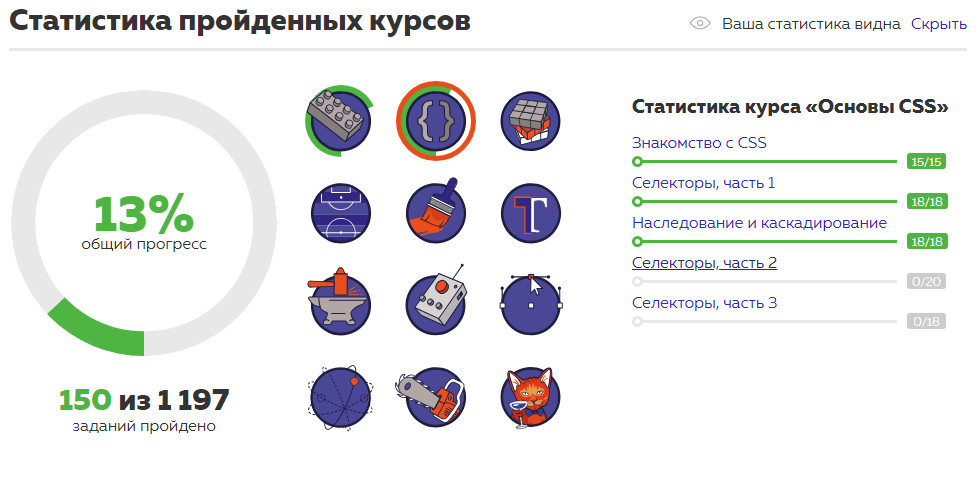 Статистика пройденных курсов
Ваша статистика видна Скрыть
13%
общий прогресс
150 из 1 197
заданий пройдено
{ }
T
Статистика курса «Основы CSS»
Знакомство с CSS
15/15
Селекторы, часть 1
18/18
Наследование и каскадирование
18/18
Селекторы, часть 2
0/20
Селекторы, часть 3
0/18